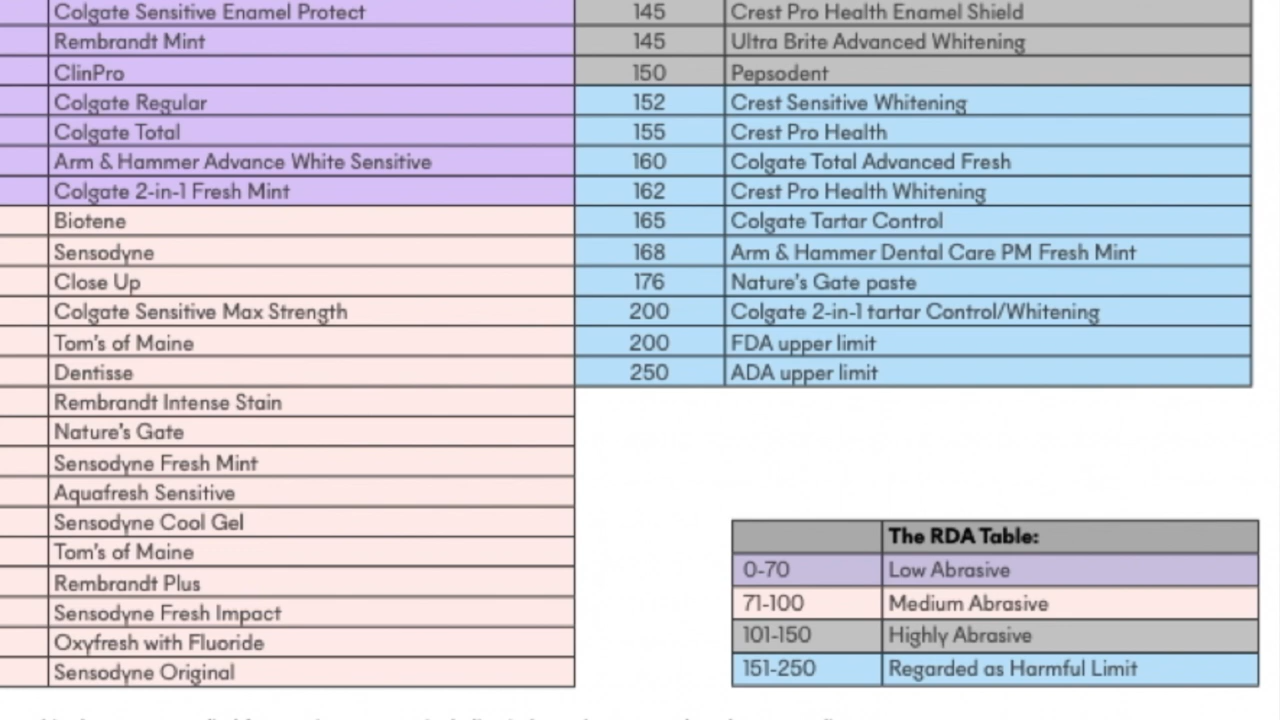 Colgate Sensitive Enamel Protect
Rembrandt Mint
ClinPro
Colgate Regular
Colgate Total
Arm & Hammer Advance White Sensitive
Colgate 2-in-1 Fresh Mint
Biotene
Sensodyne
Close Up
Colgate Sensitive Max Strength
Tom's of Maine
Dentisse
Rembrandt Intense Stain
Nature's Gate
Sensodyne Fresh Mint
Aquafresh Sensitive
Sensodyne Cool Gel
Tom's of Maine
Rembrandt Plus
Sensodyne Fresh Impact
Oxyfresh with Fluoride
Sensodyne Original
145 Crest Pro Health Enamel Shield
145 Ultra Brite Advanced Whitening
150 Pepsodent
152 Crest Sensitive Whitening
155 Crest Pro Health
160 Colgate Total Advanced Fresh
162 Crest Pro Health Whitening
165 Colgate Tartar Control
168 Arm & Hammer Dental Care PM Fresh Mint
176 Nature's Gate paste
200 Colgate 2-in-1 tartar Control/Whitening
200 FDA upper limit
250 ADA upper limit
The RDA Table:
0-70 Low Abrasive
71-100 Medium Abrasive
101-150 Highly Abrasive
151-250 Regarded as Harmful Limit